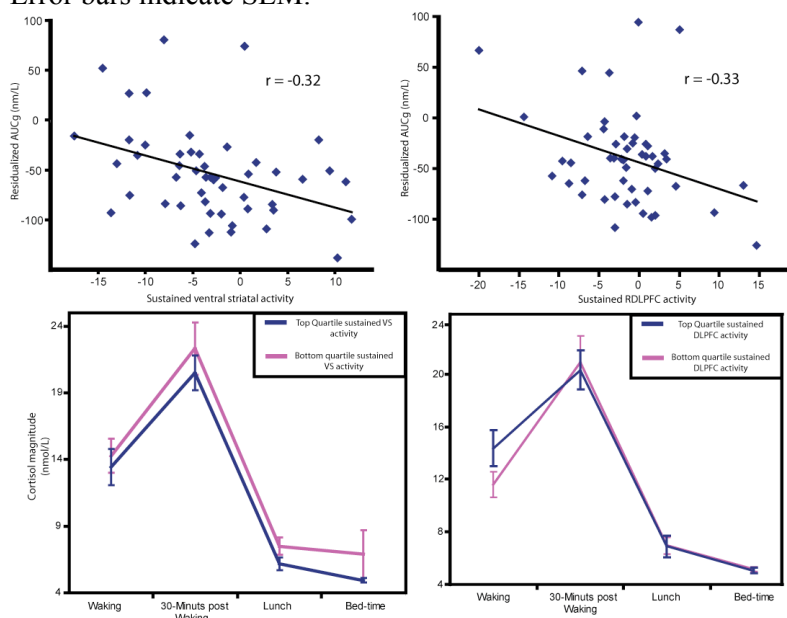 Error bars indicate SEM.
100
50
0
-50
-100
Residualized AUCg (nm/L)
r = -0.32
-15
-10
-5
0
5
10
Sustained ventral striatal activity
100
50
0
-50
-100
Residualized AUCg (nm/L)
r = -0.33
-20
-15
-10
-5
0
5
10
15
Sustained RDLPFC activity
24
19
14
9
4
Cortisol magnitude
(nmol/L)
Top Quartile sustained VS
activity
Bottom quartile sustained
VS activity
Waking
30-Minuts post
Waking
Lunch
Bed-time
24
20
16
12
8
4
Top Quartile sustained
DLPFC activity
Bottom quartile sustained
DLPFC activity
Waking
30-Minuts post
Waking
Lunch
Bed-time